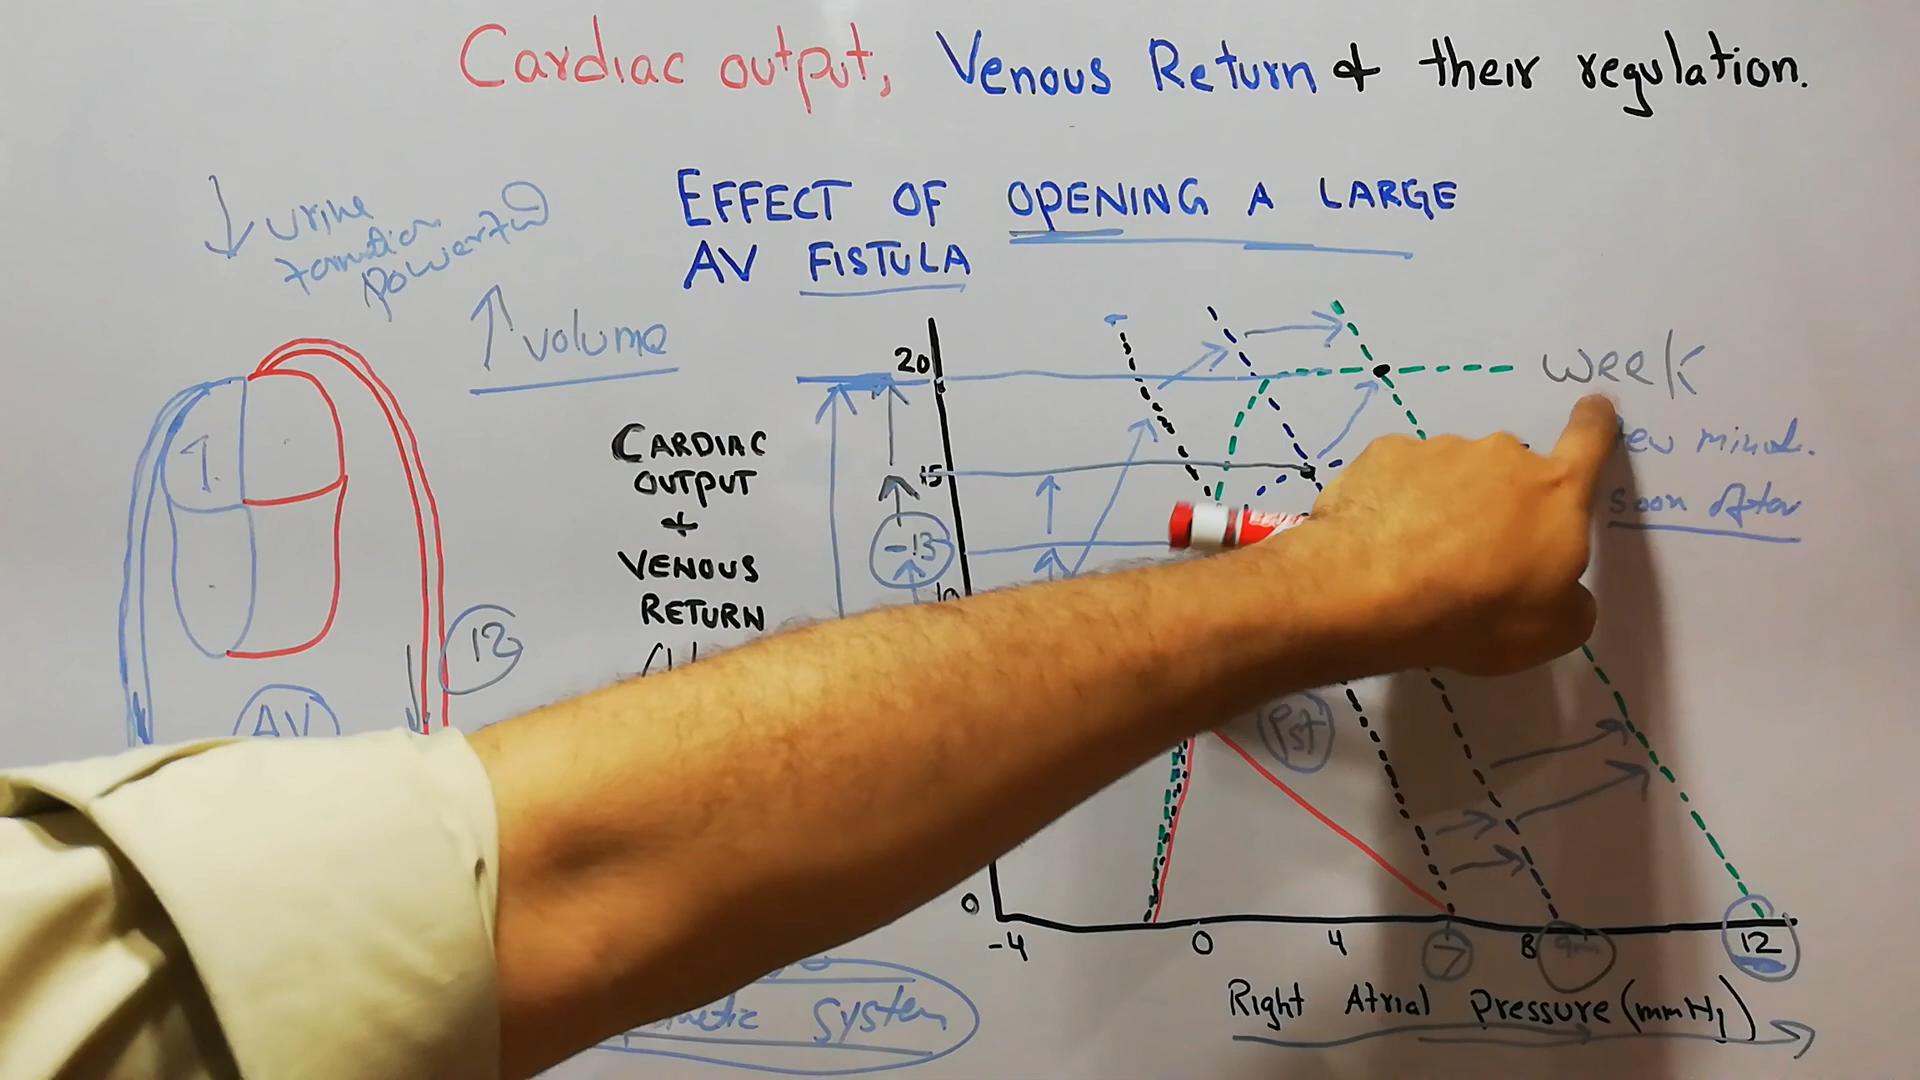 Cardiac output, Venous Return & their regulation.
EFFECT OF OPENING A LARGE
AV FISTULA
↓ urine
formation
↑ volume
AV
12
CARDIAC
OUTPUT
+
VENOUS
RETURN
20
15
-13
10
0
-4 0 4 7 8 12
Right Atrial Pressure (mmHg)
week
few minut.
soon after
Pst
system